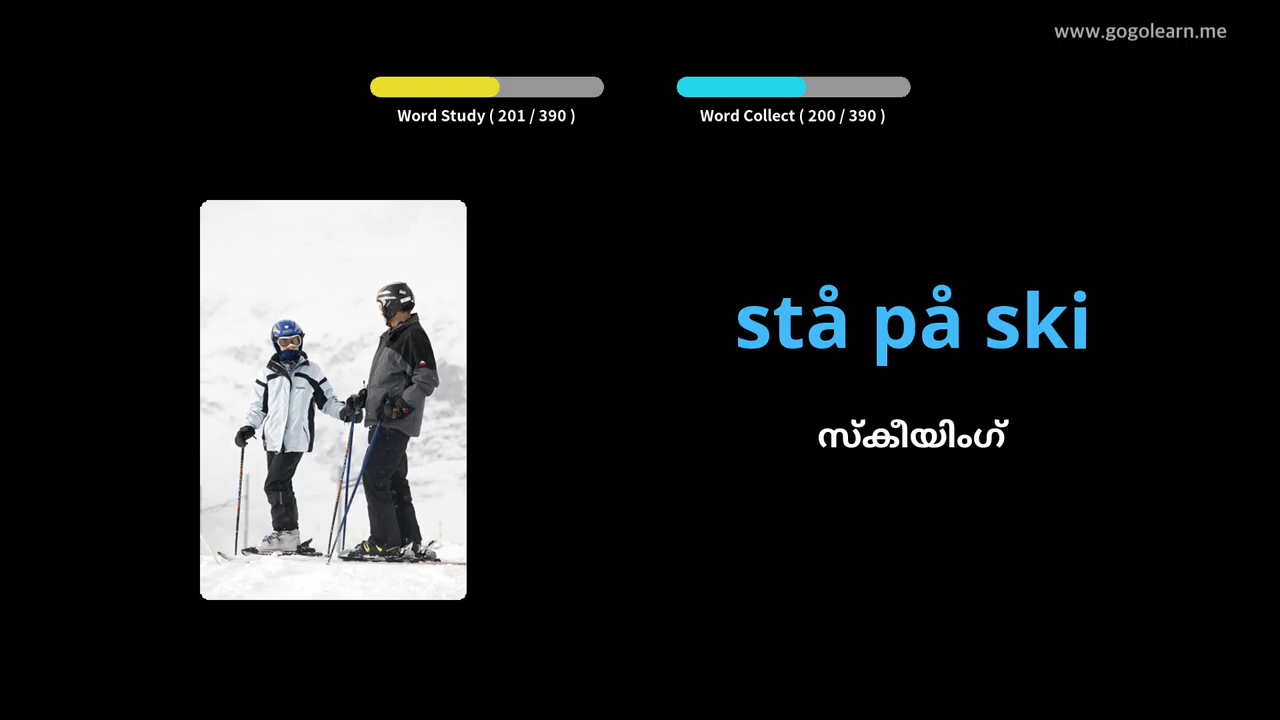 www.gogolearn.me
Word Study ( 201 / 390 )
Word Collect ( 200 / 390 )
stå på ski
സ്കീയിംഗ്